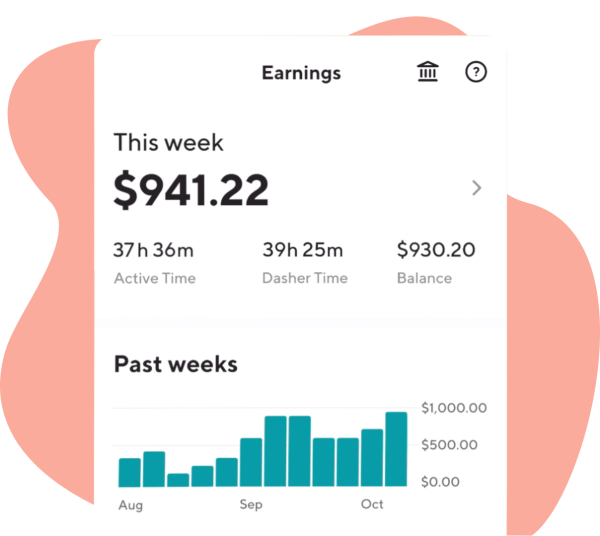 Earnings ?
This week
$941.22
37h 36m 39h 25m $930.20
Active Time Dasher Time Balance
Past weeks
$1,000.00
$500.00
$0.00
Aug Sep Oct